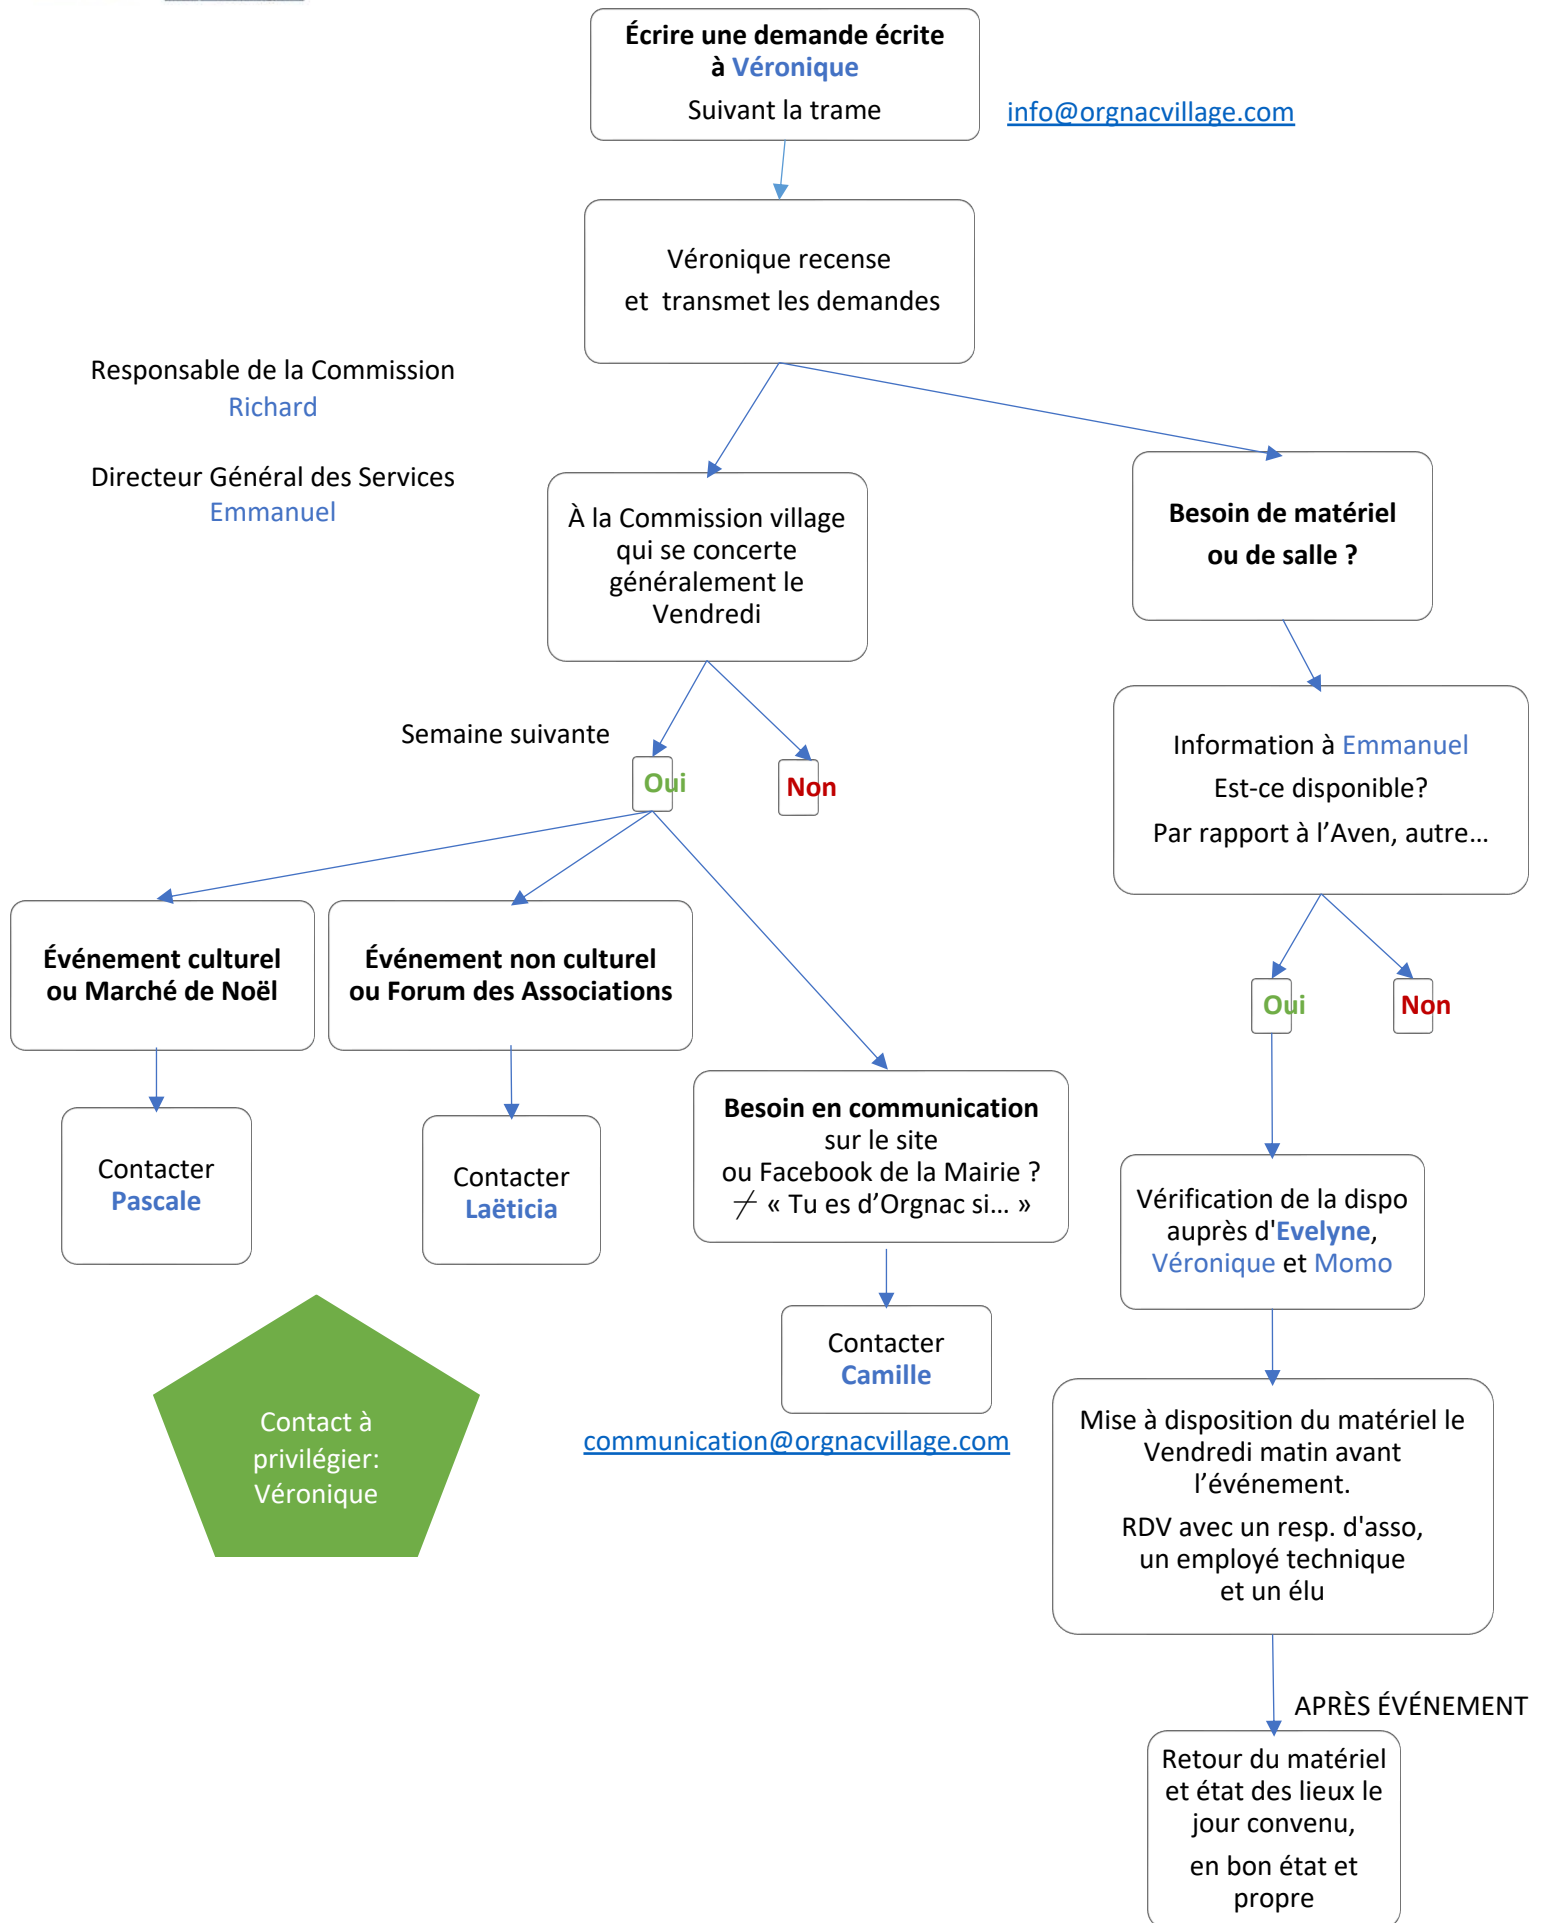 Écrire une demande écrite
à Véronique
Suivant la trame
info@orgnacvillage.com
Véronique recense
et  transmet les demandes
Responsable de la Commission
Richard
Directeur Général des Services
Emmanuel
À la Commission village
qui se concerte
généralement le
Vendredi
Besoin de matériel
ou de salle ?
Semaine suivante
Oui
Non
Information à Emmanuel
Est-ce disponible?
Par rapport à l’Aven, autre…
Événement culturel
ou Marché de Noël
Événement non culturel
ou Forum des Associations
Oui
Non
Besoin en communication
sur le site
ou Facebook de la Mairie ?
≠ « Tu es d’Orgnac si… »
Contacter
Pascale
Contacter
Laëticia
Vérification de la dispo
auprès d'Evelyne,
Véronique et Momo
Contacter
Camille
communication@orgnacvillage.com
Contact à
privilégier:
Véronique
Mise à disposition du matériel le
Vendredi matin avant
l’événement.
RDV avec un resp. d'asso,
un employé technique
et un élu
APRÈS ÉVÉNEMENT
Retour du matériel
et état des lieux le
jour convenu,
en bon état et
propre